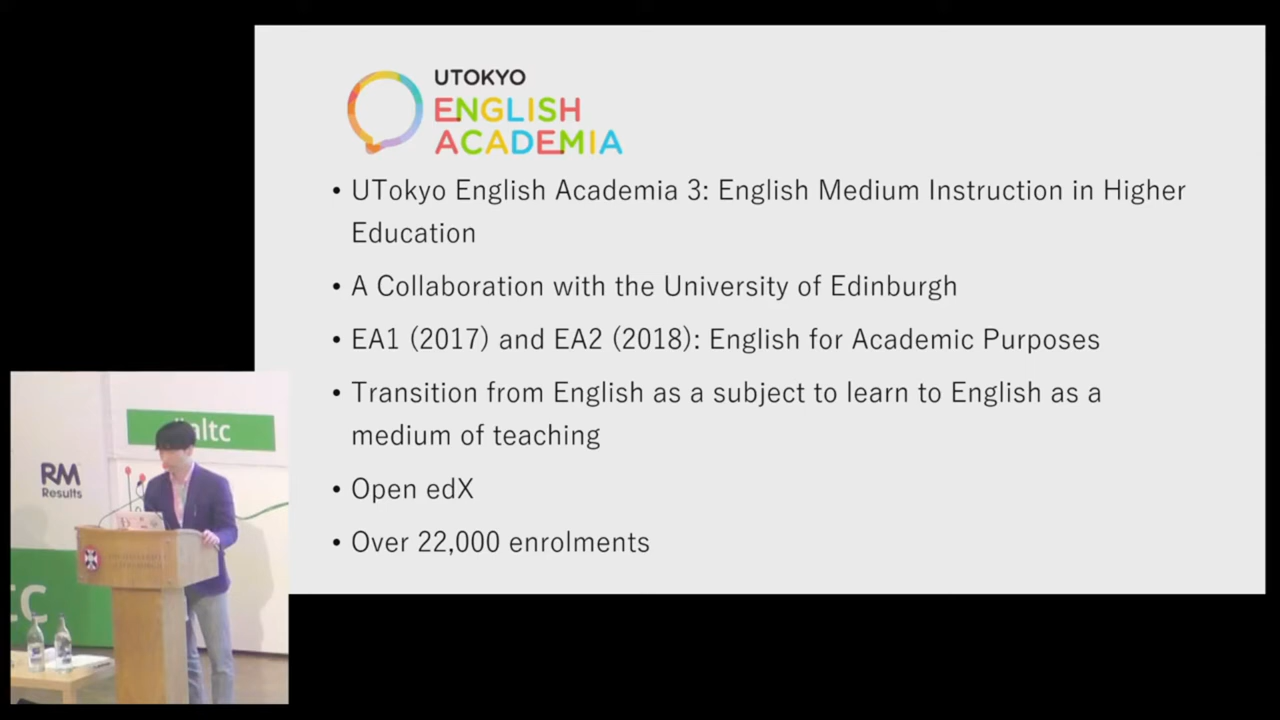 UTOKYO
ENGLISH
ACADEMIA
• UTokyo English Academia 3: English Medium Instruction in Higher
Education
• A Collaboration with the University of Edinburgh
• EA1 (2017) and EA2 (2018): English for Academic Purposes
• Transition from English as a subject to learn to English as a
medium of teaching
• Open edX
• Over 22,000 enrolments
RM
Results